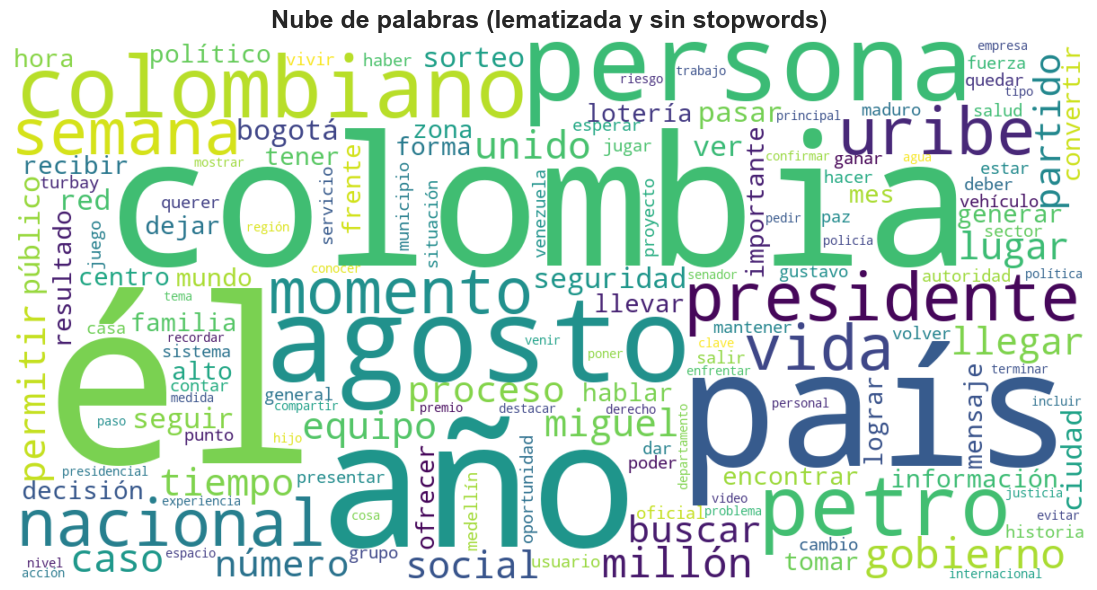 Nube de palabras (lematizada y sin stopwords)
hora
político
vivir
haber
sorteo
persona
empresa
fuerza
colombiano
riesgo
trabajo
quedar
tipo
partido
convertir
semana
bogotá
zona
lotería
pasar
principal
maduro
salud
uribe
recibir
tener
forma
unido
esperar
jugar
ver
importante
confirmar
ganar
agua
estar
turbay
mostrar
frente
colombia
hacer
deber
red
querer
servicio
municipio
situación
venezuela
proyecto
mes
paz
vehículo
generar
juego
dejar
región
pedir
policía
sector
lugar
público
resultado
centro
mundo
conocer
momento
seguridad
senador
gustavo
autoridad
política
tema
él
agosto
llevar
presidente
casa
familia
recordar
mantener
volver
llegar
permitir
sistema
venir
clave
vida
alto
poner
salir
enfrentar
terminar
contar
medida
general
compartir
proceso
hablar
país
lograr
mensaje
incluir
paso
seguir
premio
destacar
derecho
personal
punto
hijo
equipo
año
miguel
dar
departamento
ciudad
presidencial
tiempo
presentar
ofrecer
medellín
oportunidad
poder
encontrar
información
decisión
experiencia
video
justicia
nacional
cosa
oficial
problema
petro
evitar
buscar
historia
caso
espacio
grupo
cambio
nivel
acción
número
social
usuario
millón
tomar
gobierno
internacional